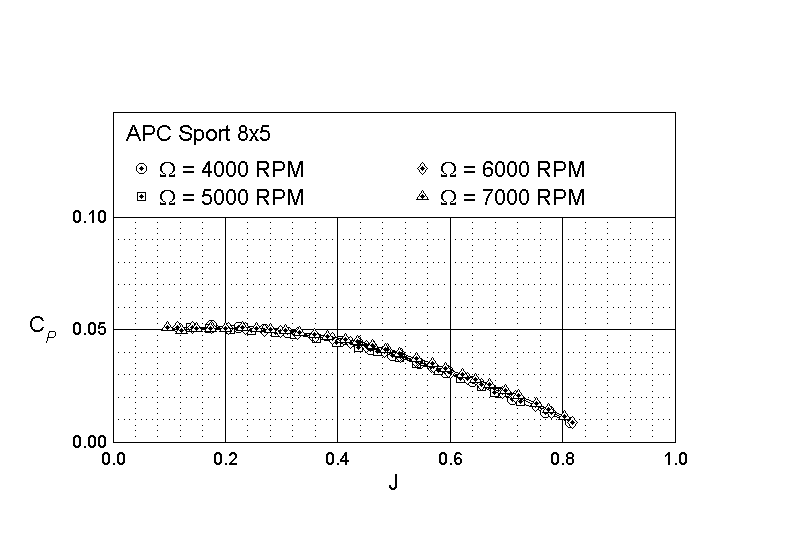 APC Sport 8x5
Ω = 4000 RPM
Ω = 6000 RPM
Ω = 5000 RPM
Ω = 7000 RPM
0.10
0.05
C_P
0.00
0.0 0.2 0.4 0.6 0.8 1.0
J